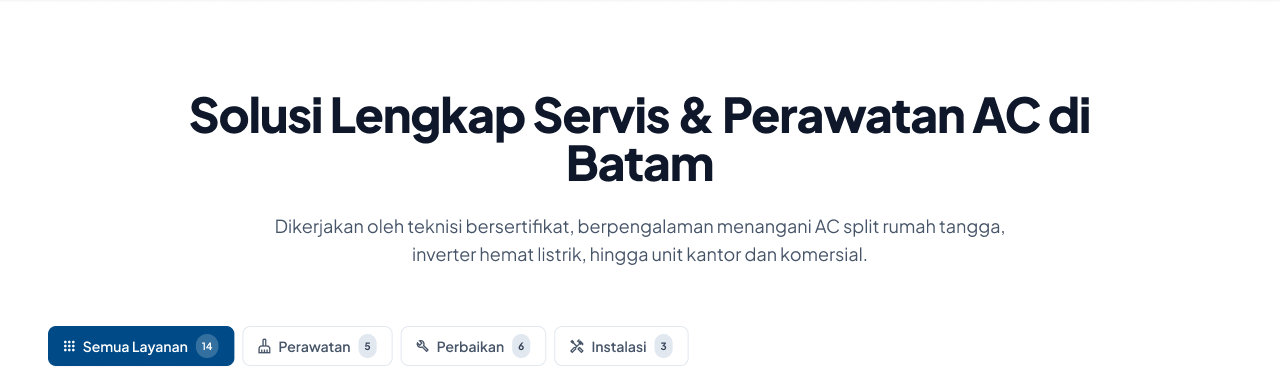 Solusi Lengkap Servis & Perawatan AC di
Batam
Dikerjakan oleh teknisi bersertifikat, berpengalaman menangani AC split rumah tangga,
inverter hemat listrik, hingga unit kantor dan komersial.
Semua Layanan 14 Perawatan 5 Perbaikan 6 Instalasi 3